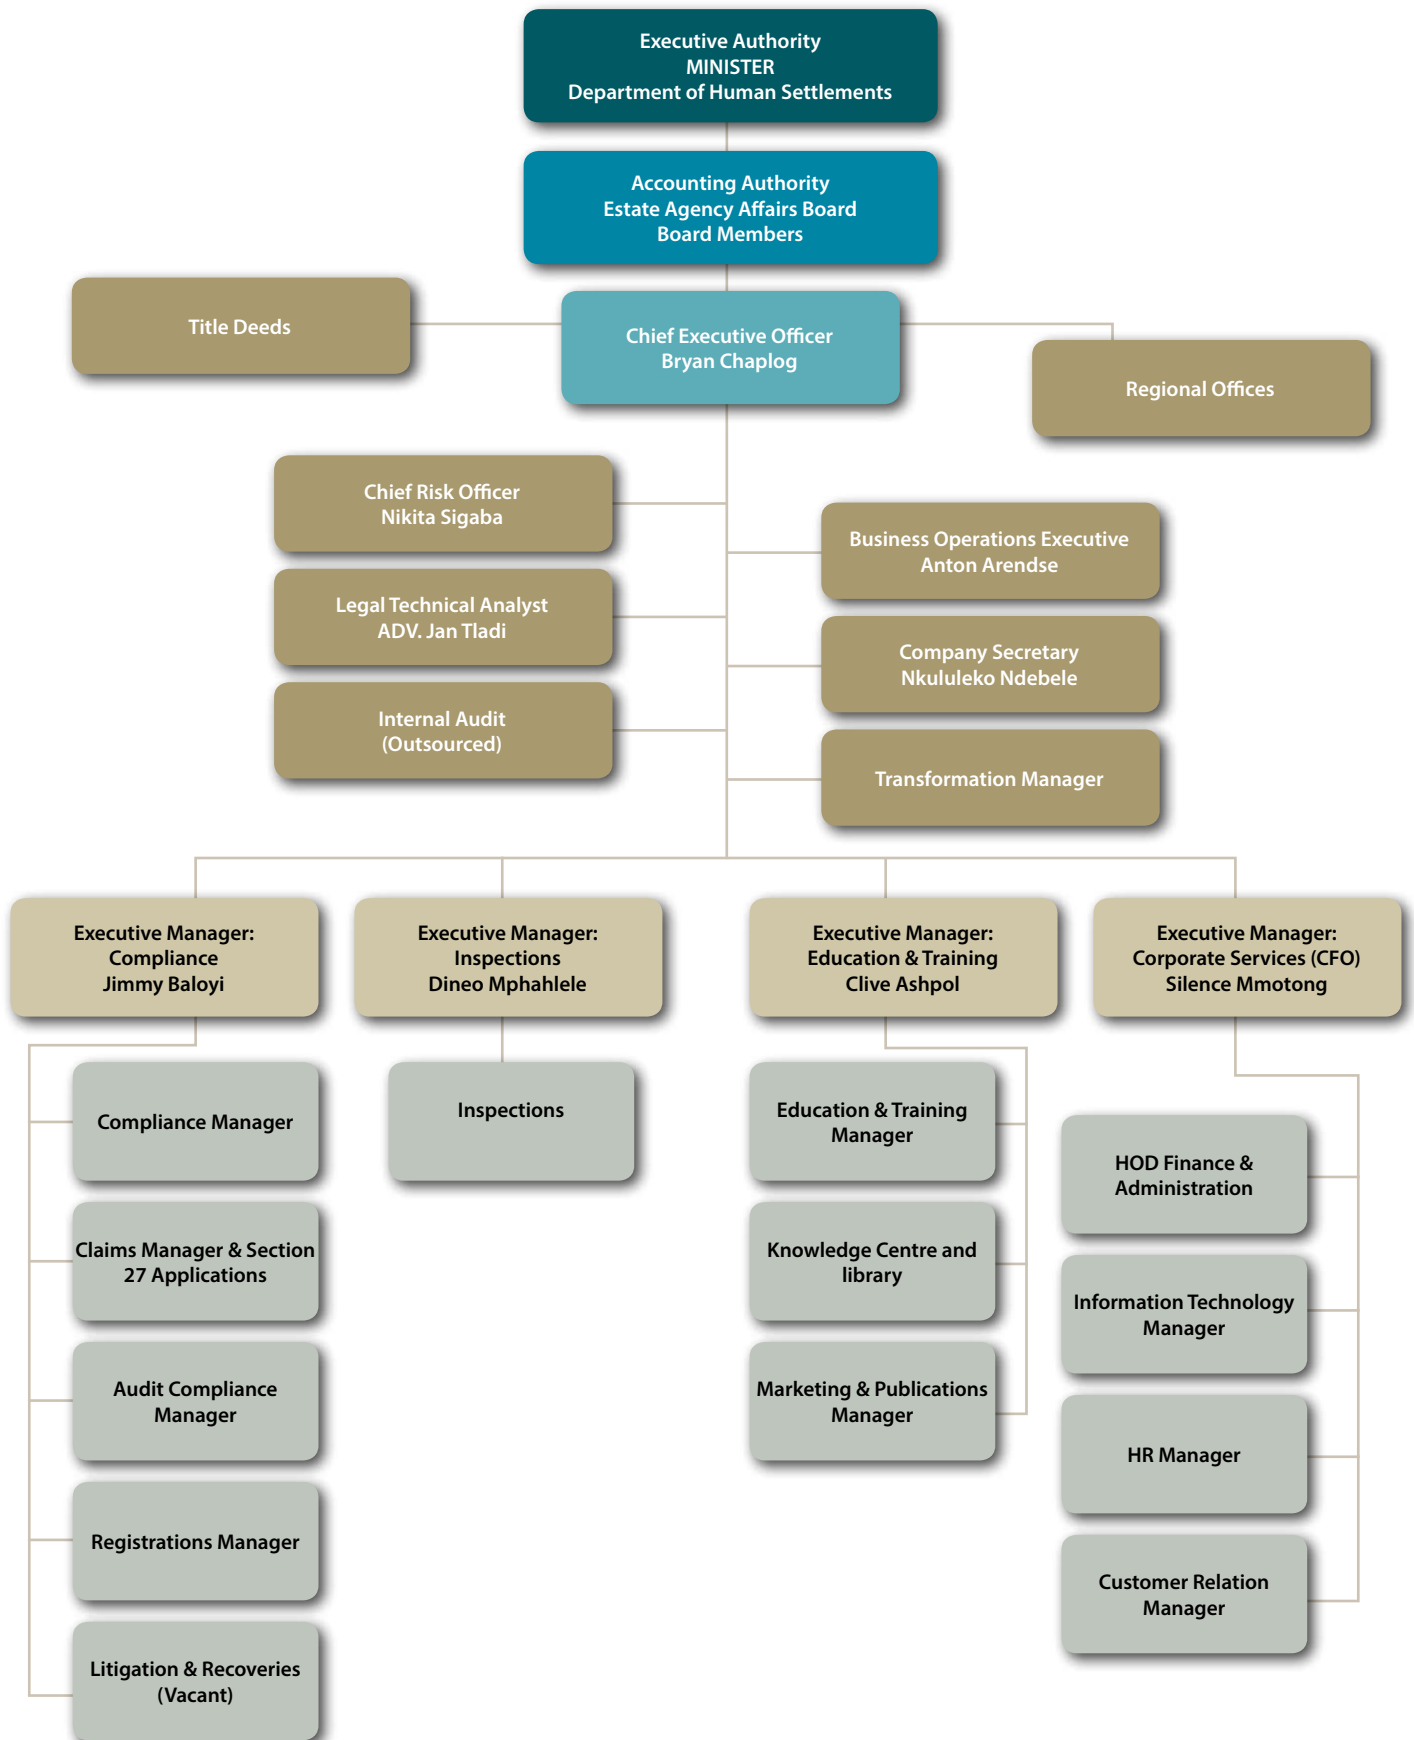 Executive Authority
MINISTER
Department of Human Settlements
Accounting Authority
Estate Agency Affairs Board
Board Members
Title Deeds
Chief Executive Officer
Bryan Chaplog
Regional Offices
Chief Risk Officer
Nikita Sigaba
Business Operations Executive
Anton Arendse
Legal Technical Analyst
ADV. Jan Tladi
Company Secretary
Nkululeko Ndebele
Internal Audit
(Outsourced)
Transformation Manager
Executive Manager:
Compliance
Jimmy Baloyi
Executive Manager:
Inspections
Dineo Mphahlele
Executive Manager:
Education & Training
Clive Ashpol
Executive Manager:
Corporate Services (CFO)
Silence Mmotong
Compliance Manager
Claims Manager & Section
27 Applications
Audit Compliance
Manager
Registrations Manager
Litigation & Recoveries
(Vacant)
Inspections
Education & Training
Manager
Knowledge Centre and
library
Marketing & Publications
Manager
HOD Finance &
Administration
Information Technology
Manager
HR Manager
Customer Relation
Manager